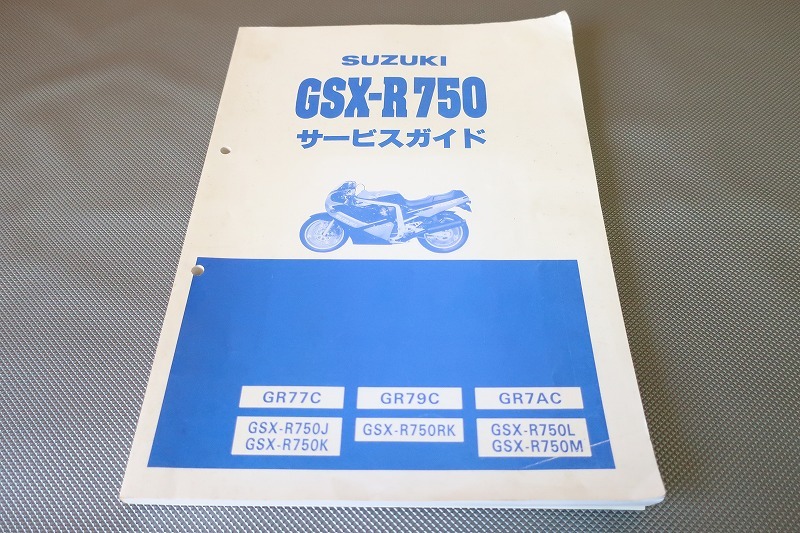 SUZUKI
GSX-R750
サービスガイド
GR77C
GR79C
GR7AC
GSX-R750J
GSX-R750K
GSX-R750RK
GSX-R750L
GSX-R750M